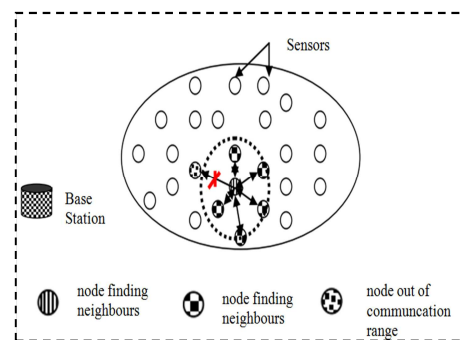 Sensors
Base
Station
node finding
neighbours
node finding
neighbours
node out of
communcation
range